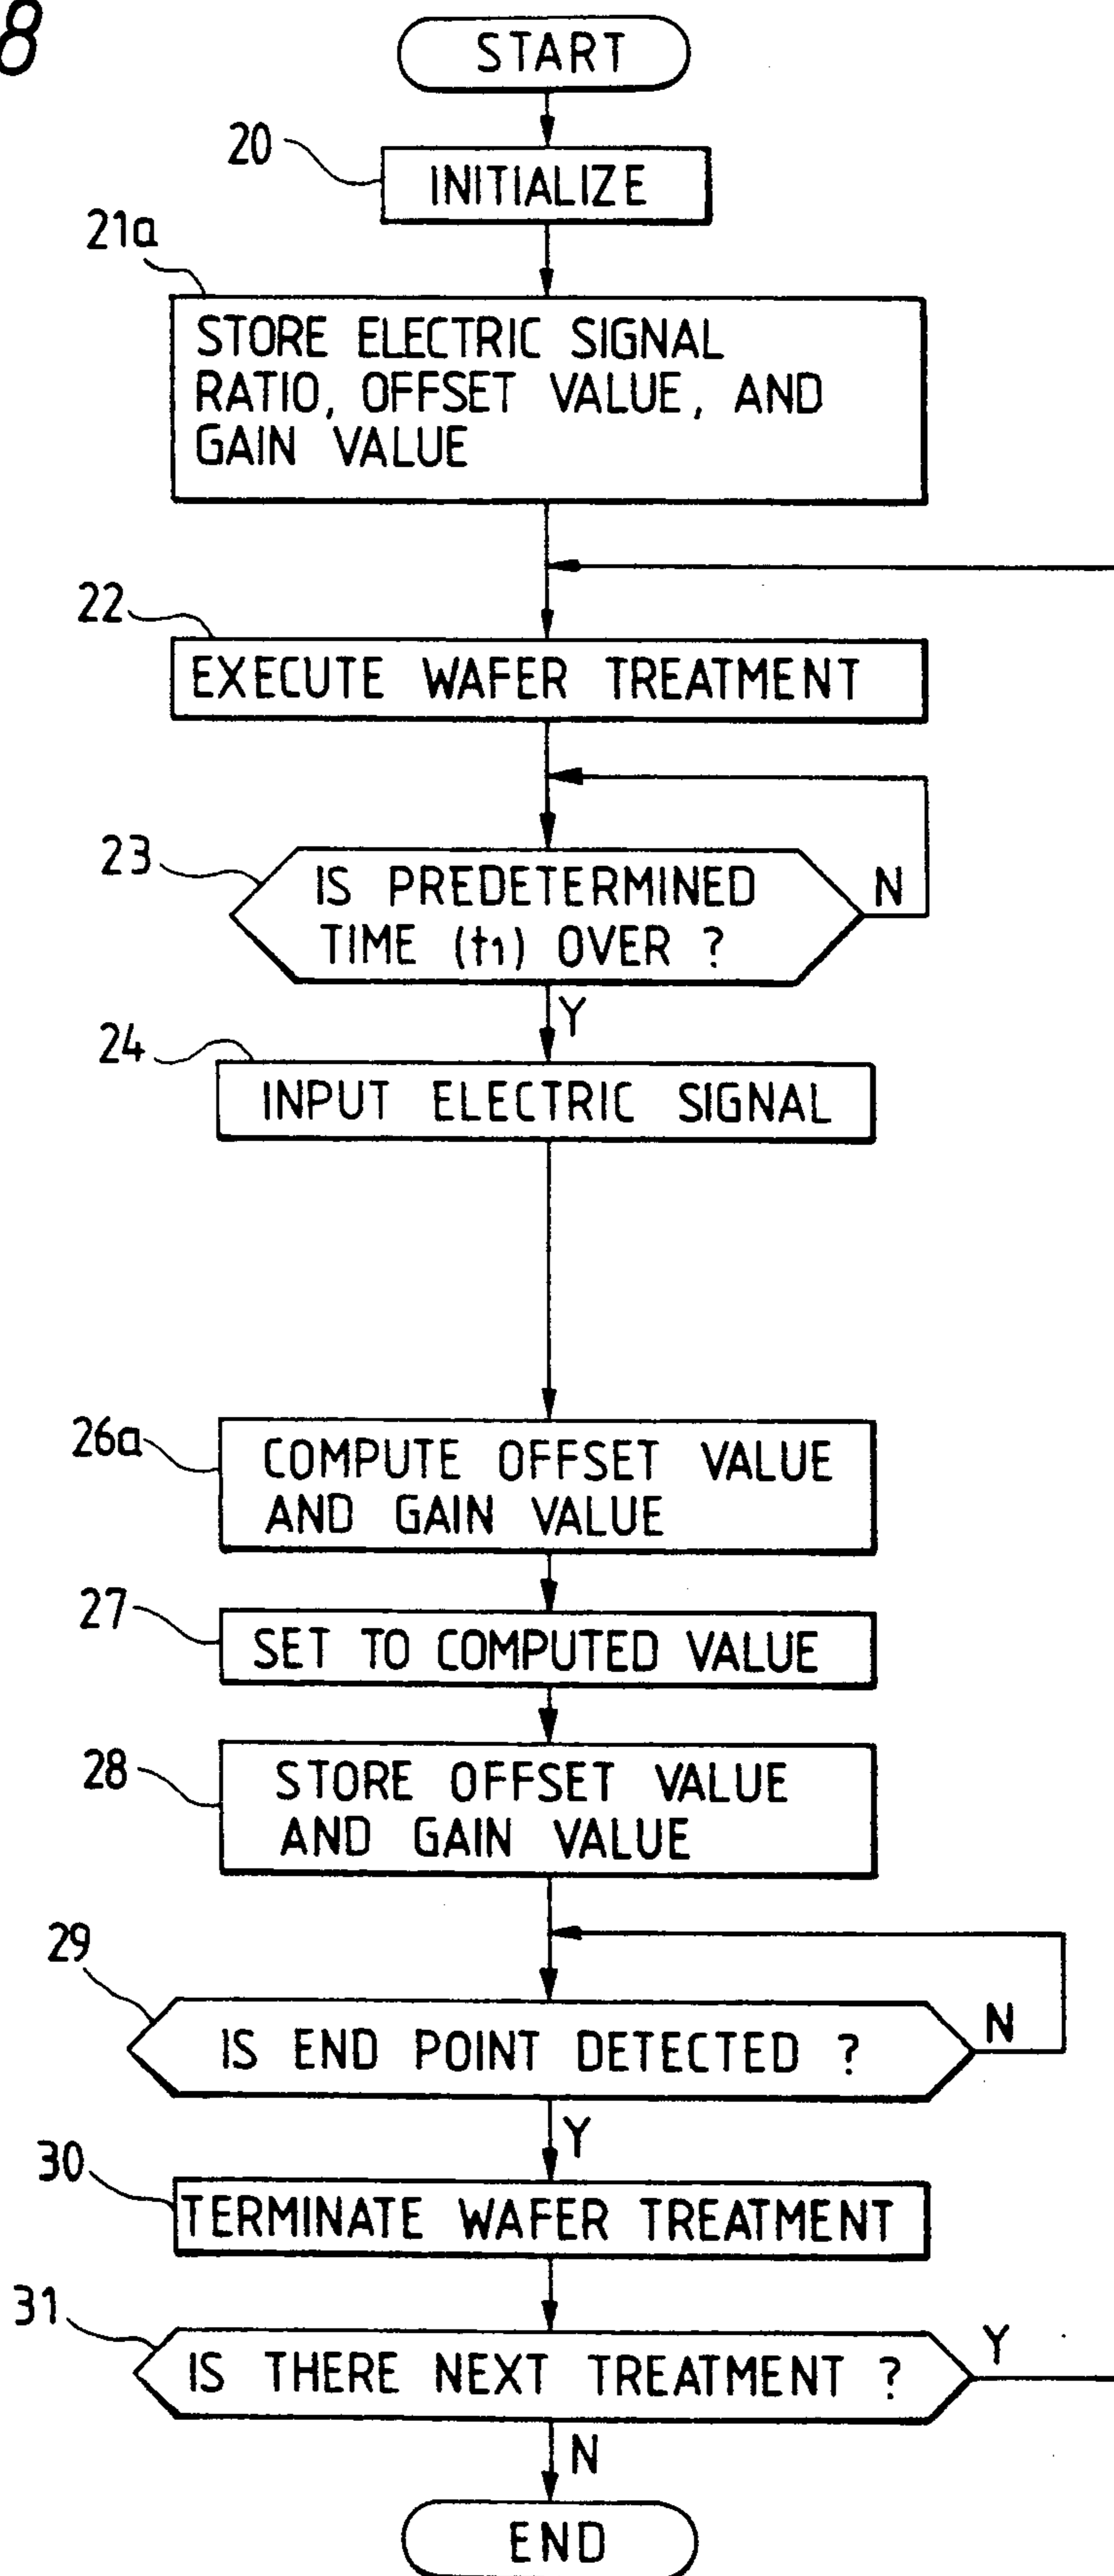 8
START
20
INITIALIZE
21a
STORE ELECTRIC SIGNAL
RATIO, OFFSET VALUE, AND
GAIN VALUE
22
EXECUTE WAFER TREATMENT
23
IS PREDETERMINED
TIME (t1) OVER ?
N
Y
24
INPUT ELECTRIC SIGNAL
26a
COMPUTE OFFSET VALUE
AND GAIN VALUE
27
SET TO COMPUTED VALUE
28
STORE OFFSET VALUE
AND GAIN VALUE
29
IS END POINT DETECTED ?
N
Y
30
TERMINATE WAFER TREATMENT
31
IS THERE NEXT TREATMENT ?
Y
N
END